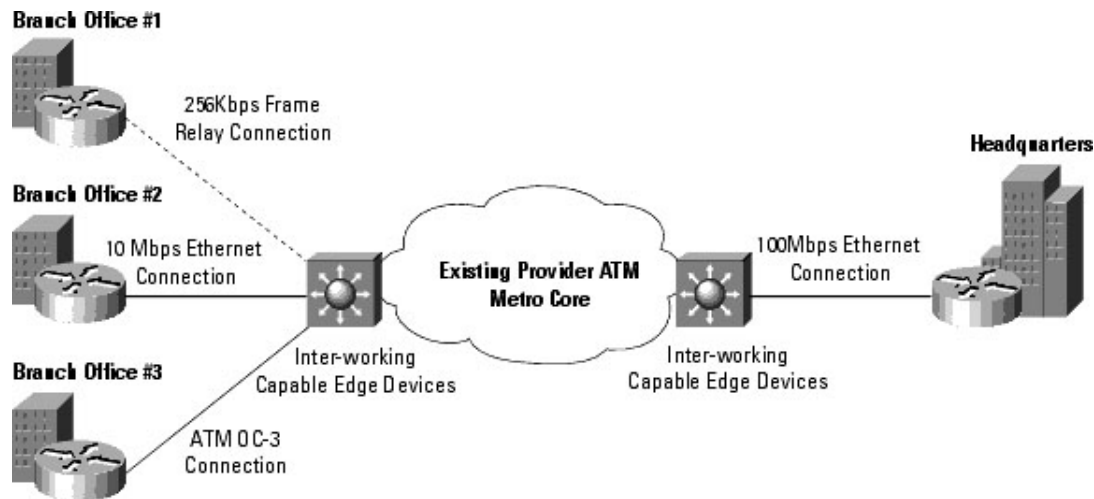 Branch Office #1
256Kbps Frame
Relay Connection
Headquarters
Branch Office #2
10 Mbps Ethernet
Connection
Existing Provider ATM
Metro Core
100Mbps Ethernet
Connection
Inter-working
Capable Edge Devices
Inter-working
Capable Edge Devices
Branch Office #3
ATM OC-3
Connection